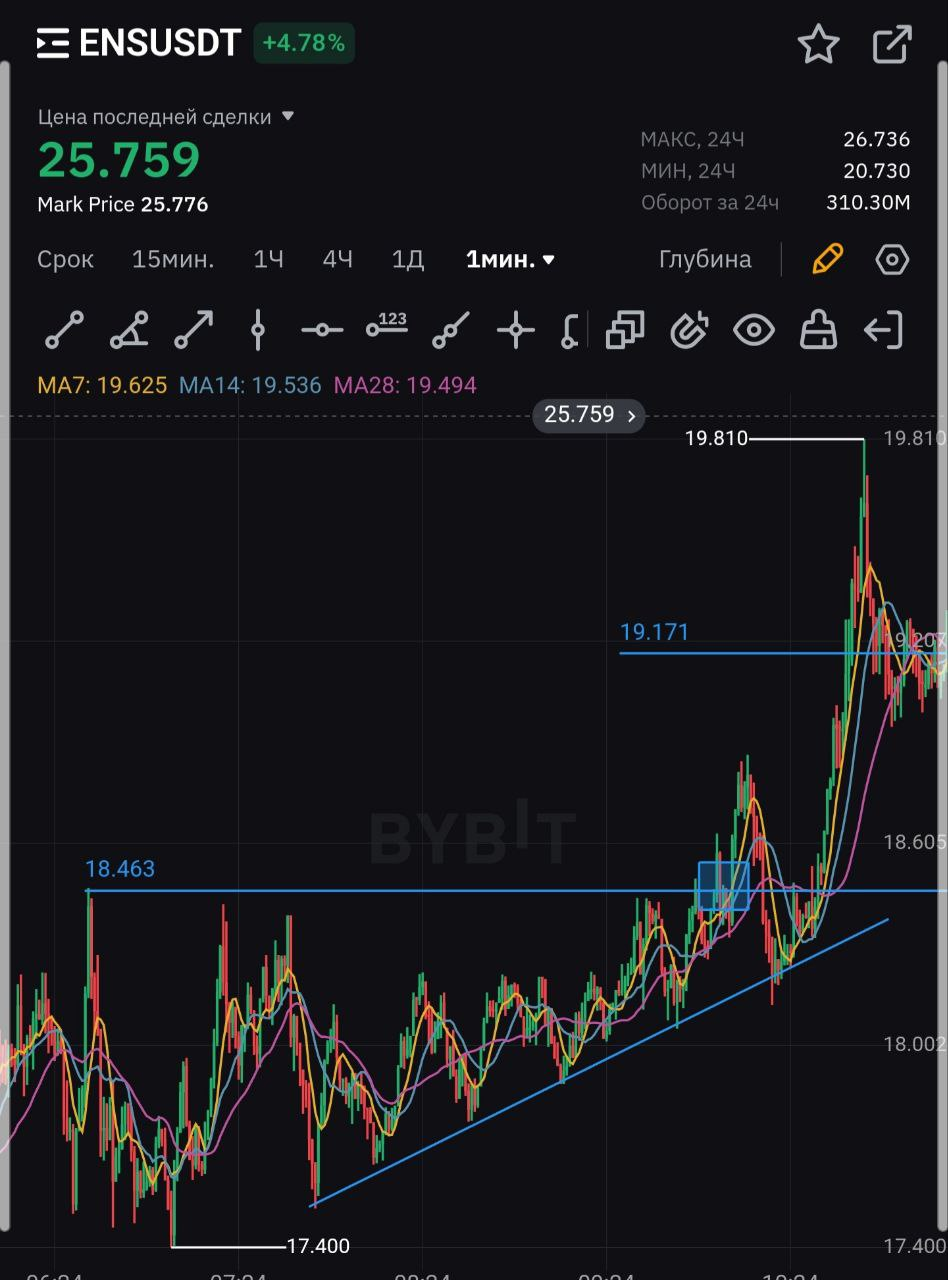 ENSUSDT +4.78%
Цена последней сделки
25.759
Mark Price 25.776
МАКС, 24Ч 26.736
МИН, 24Ч 20.730
Оборот за 24ч 310.30M
Срок 15мин. 1Ч 4Ч 1Д 1мин. Глубина
123
MA7: 19.625 MA14: 19.536 MA28: 19.494
25.759
19.810 19.810
19.171
19.207
BYBIT
18.605
18.463
18.002
17.400 17.400